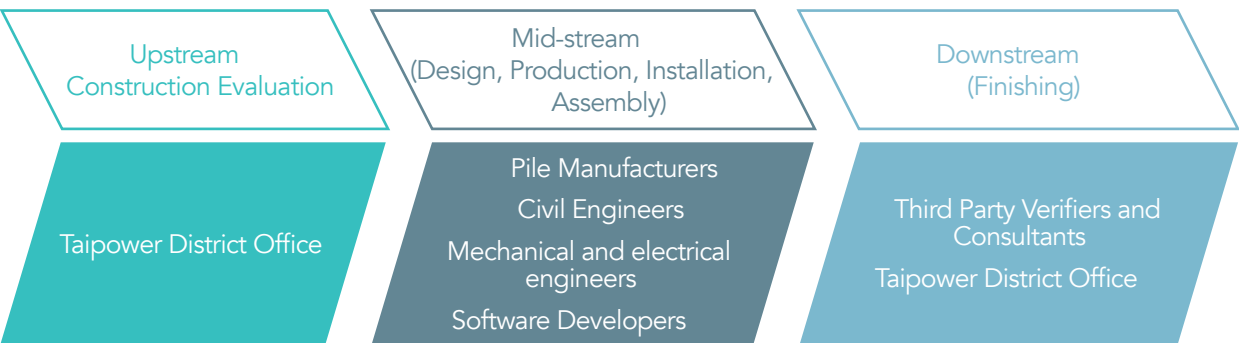 Upstream
Construction Evaluation
Mid-stream
(Design, Production, Installation,
Assembly)
Downstream
(Finishing)
Taipower District Office
Pile Manufacturers
Civil Engineers
Mechanical and electrical
engineers
Software Developers
Third Party Verifiers and
Consultants
Taipower District Office